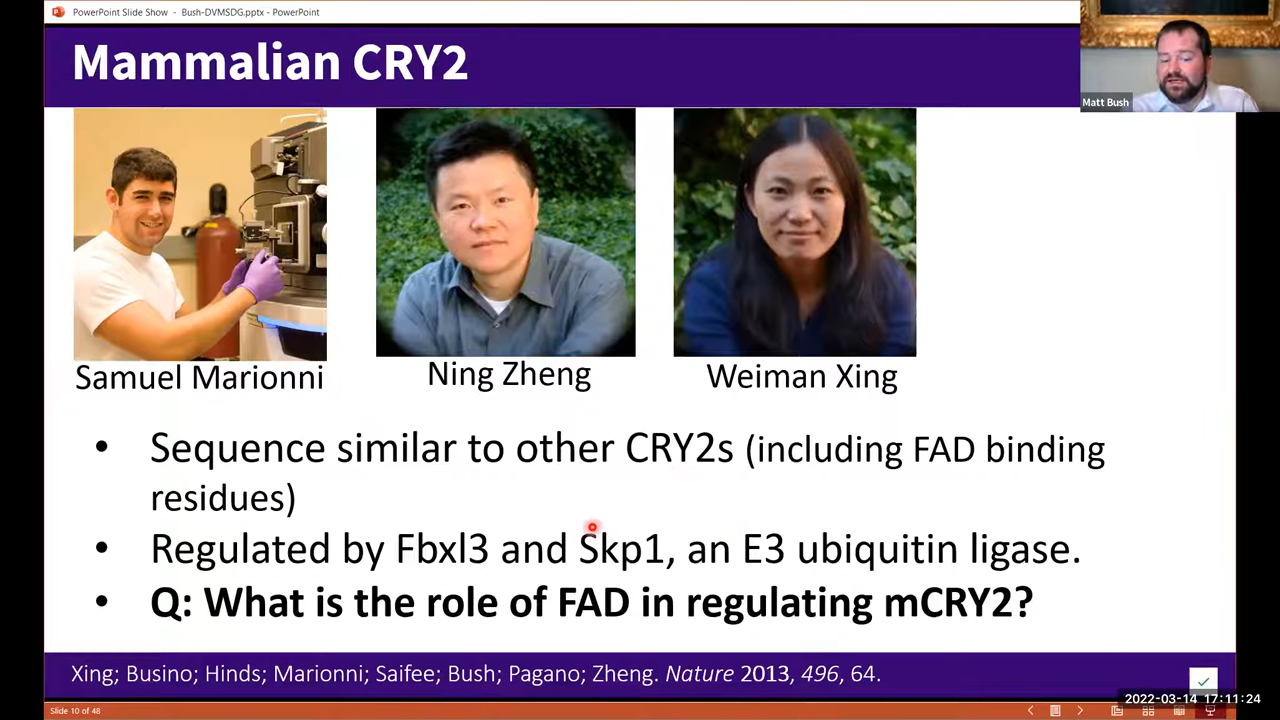 PowerPoint Slide Show - Bush-DVMSDG.pptx - PowerPoint
Mammalian CRY2
Matt Bush
Samuel Marionni
Ning Zheng
Weiman Xing
• Sequence similar to other CRY2s (including FAD binding
residues)
• Regulated by Fbxl3 and Skp1, an E3 ubiquitin ligase.
• Q: What is the role of FAD in regulating mCRY2?
Xing; Busino; Hinds; Marionni; Saifee; Bush; Pagano; Zheng. Nature 2013, 496, 64.
2022-03-14 17:11:24
Slide 10 of 48